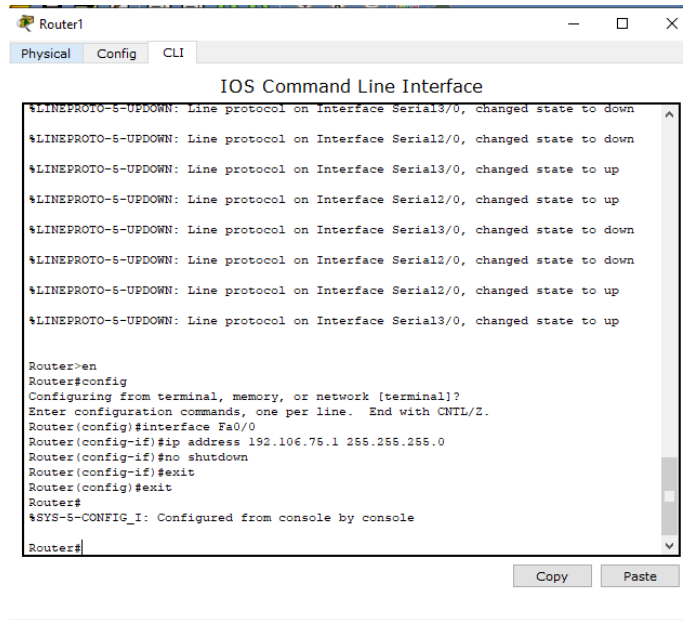 Router1
Physical Config CLI
IOS Command Line Interface
%LINEPROTO-5-UPDOWN: Line protocol on Interface Serial3/0, changed state to down
%LINEPROTO-5-UPDOWN: Line protocol on Interface Serial2/0, changed state to down
%LINEPROTO-5-UPDOWN: Line protocol on Interface Serial3/0, changed state to up
%LINEPROTO-5-UPDOWN: Line protocol on Interface Serial2/0, changed state to up
%LINEPROTO-5-UPDOWN: Line protocol on Interface Serial3/0, changed state to down
%LINEPROTO-5-UPDOWN: Line protocol on Interface Serial2/0, changed state to down
%LINEPROTO-5-UPDOWN: Line protocol on Interface Serial2/0, changed state to up
%LINEPROTO-5-UPDOWN: Line protocol on Interface Serial3/0, changed state to up
Router>en
Router#config
Configuring from terminal, memory, or network [terminal]?
Enter configuration commands, one per line. End with CNTL/Z.
Router(config)#interface Fa0/0
Router(config-if)#ip address 192.106.75.1 255.255.255.0
Router(config-if)#no shutdown
Router(config-if)#exit
Router(config)#exit
Router#
%SYS-5-CONFIG_I: Configured from console by console
Router#
Copy Paste